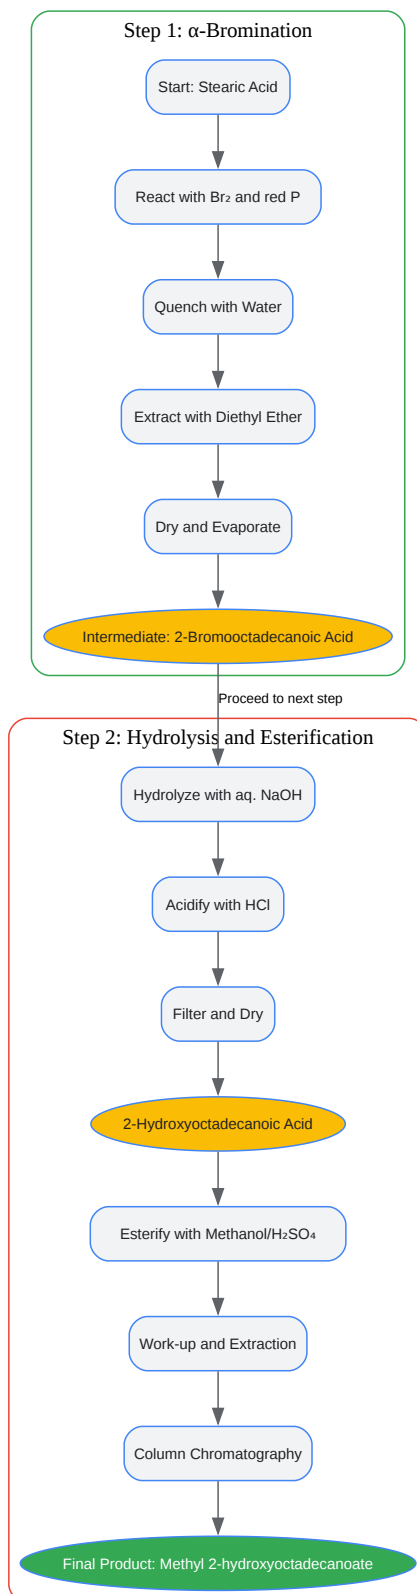 Step 1: α-Bromination
Start: Stearic Acid
React with Br₂ and red P
Quench with Water
Extract with Diethyl Ether
Dry and Evaporate
Intermediate: 2-Bromooctadecanoic Acid
Proceed to next step
Step 2: Hydrolysis and Esterification
Hydrolyze with aq. NaOH
Acidify with HCl
Filter and Dry
2-Hydroxyoctadecanoic Acid
Esterify with Methanol/H₂SO₄
Work-up and Extraction
Column Chromatography
Final Product: Methyl 2-hydroxyoctadecanoate